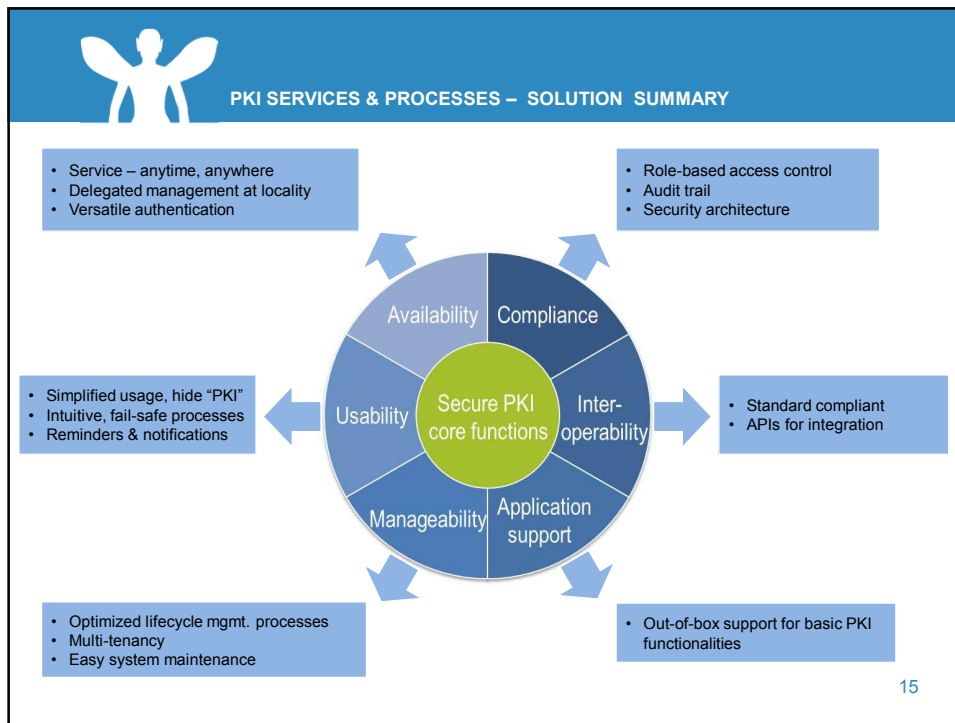 PKI SERVICES & PROCESSES – SOLUTION SUMMARY
• Service – anytime, anywhere
• Delegated management at locality
• Versatile authentication
• Role-based access control
• Audit trail
• Security architecture
Availability
Compliance
• Simplified usage, hide “PKI”
• Intuitive, fail-safe processes
• Reminders & notifications
Usability
Secure PKI
core functions
Inter-
operability
• Standard compliant
• APIs for integration
Manageability
Application
support
• Optimized lifecycle mgmt. processes
• Multi-tenancy
• Easy system maintenance
• Out-of-box support for basic PKI
functionalities
15